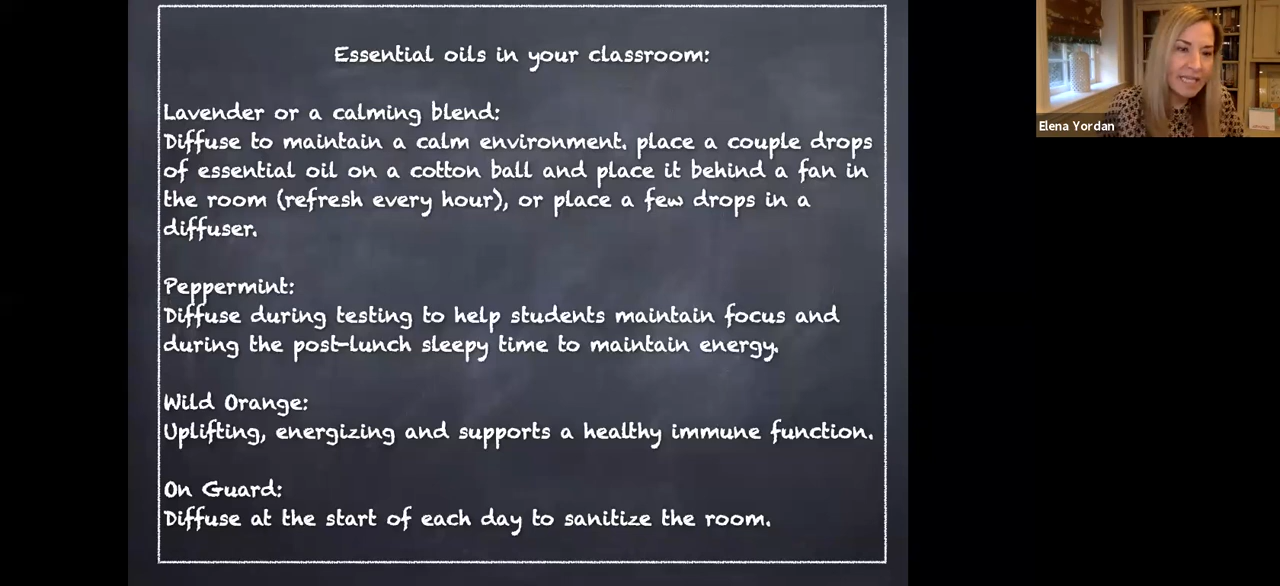 Essential oils in your classroom:
Lavender or a calming blend:
Diffuse to maintain a calm environment. place a couple drops
of essential oil on a cotton ball and place it behind a fan in
the room (refresh every hour), or place a few drops in a
diffuser.
Peppermint:
Diffuse during testing to help students maintain focus and
during the post-lunch sleepy time to maintain energy.
Wild Orange:
Uplifting, energizing and supports a healthy immune function.
On Guard:
Diffuse at the start of each day to sanitize the room.
Elena Yordan